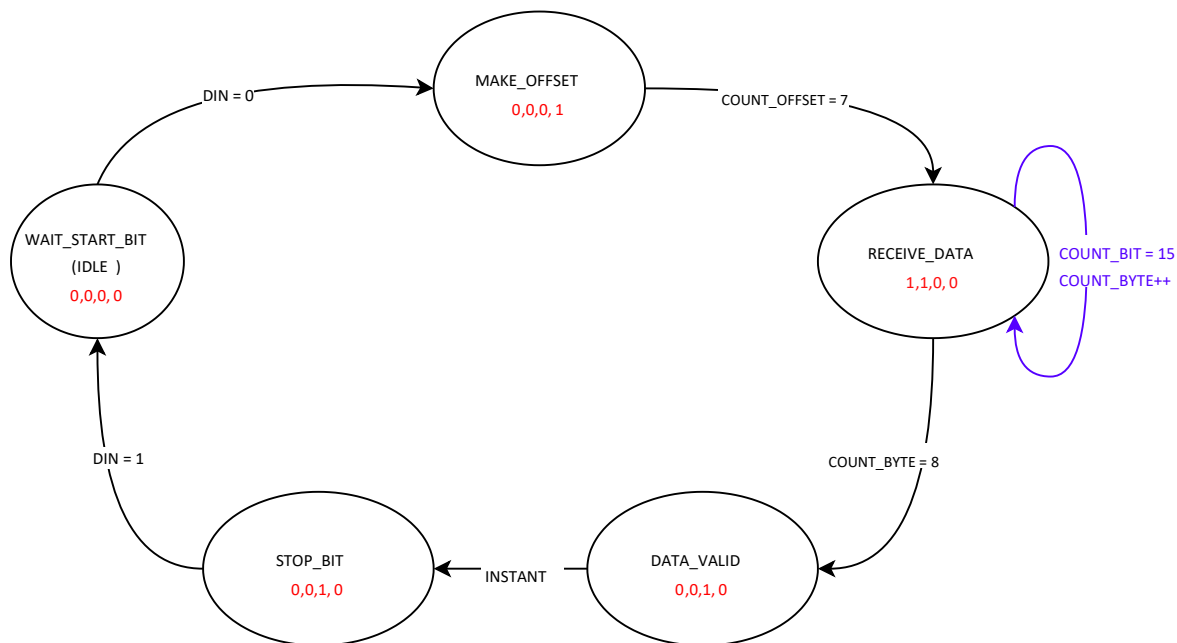 MAKE_OFFSET
0,0,0, 1
DIN = 0
COUNT_OFFSET = 7
WAIT_START_BIT
(IDLE )
0,0,0, 0
RECEIVE_DATA
1,1,0, 0
COUNT_BIT = 15
COUNT_BYTE++
DIN = 1
COUNT_BYTE = 8
STOP_BIT
0,0,1, 0
INSTANT
DATA_VALID
0,0,1, 0